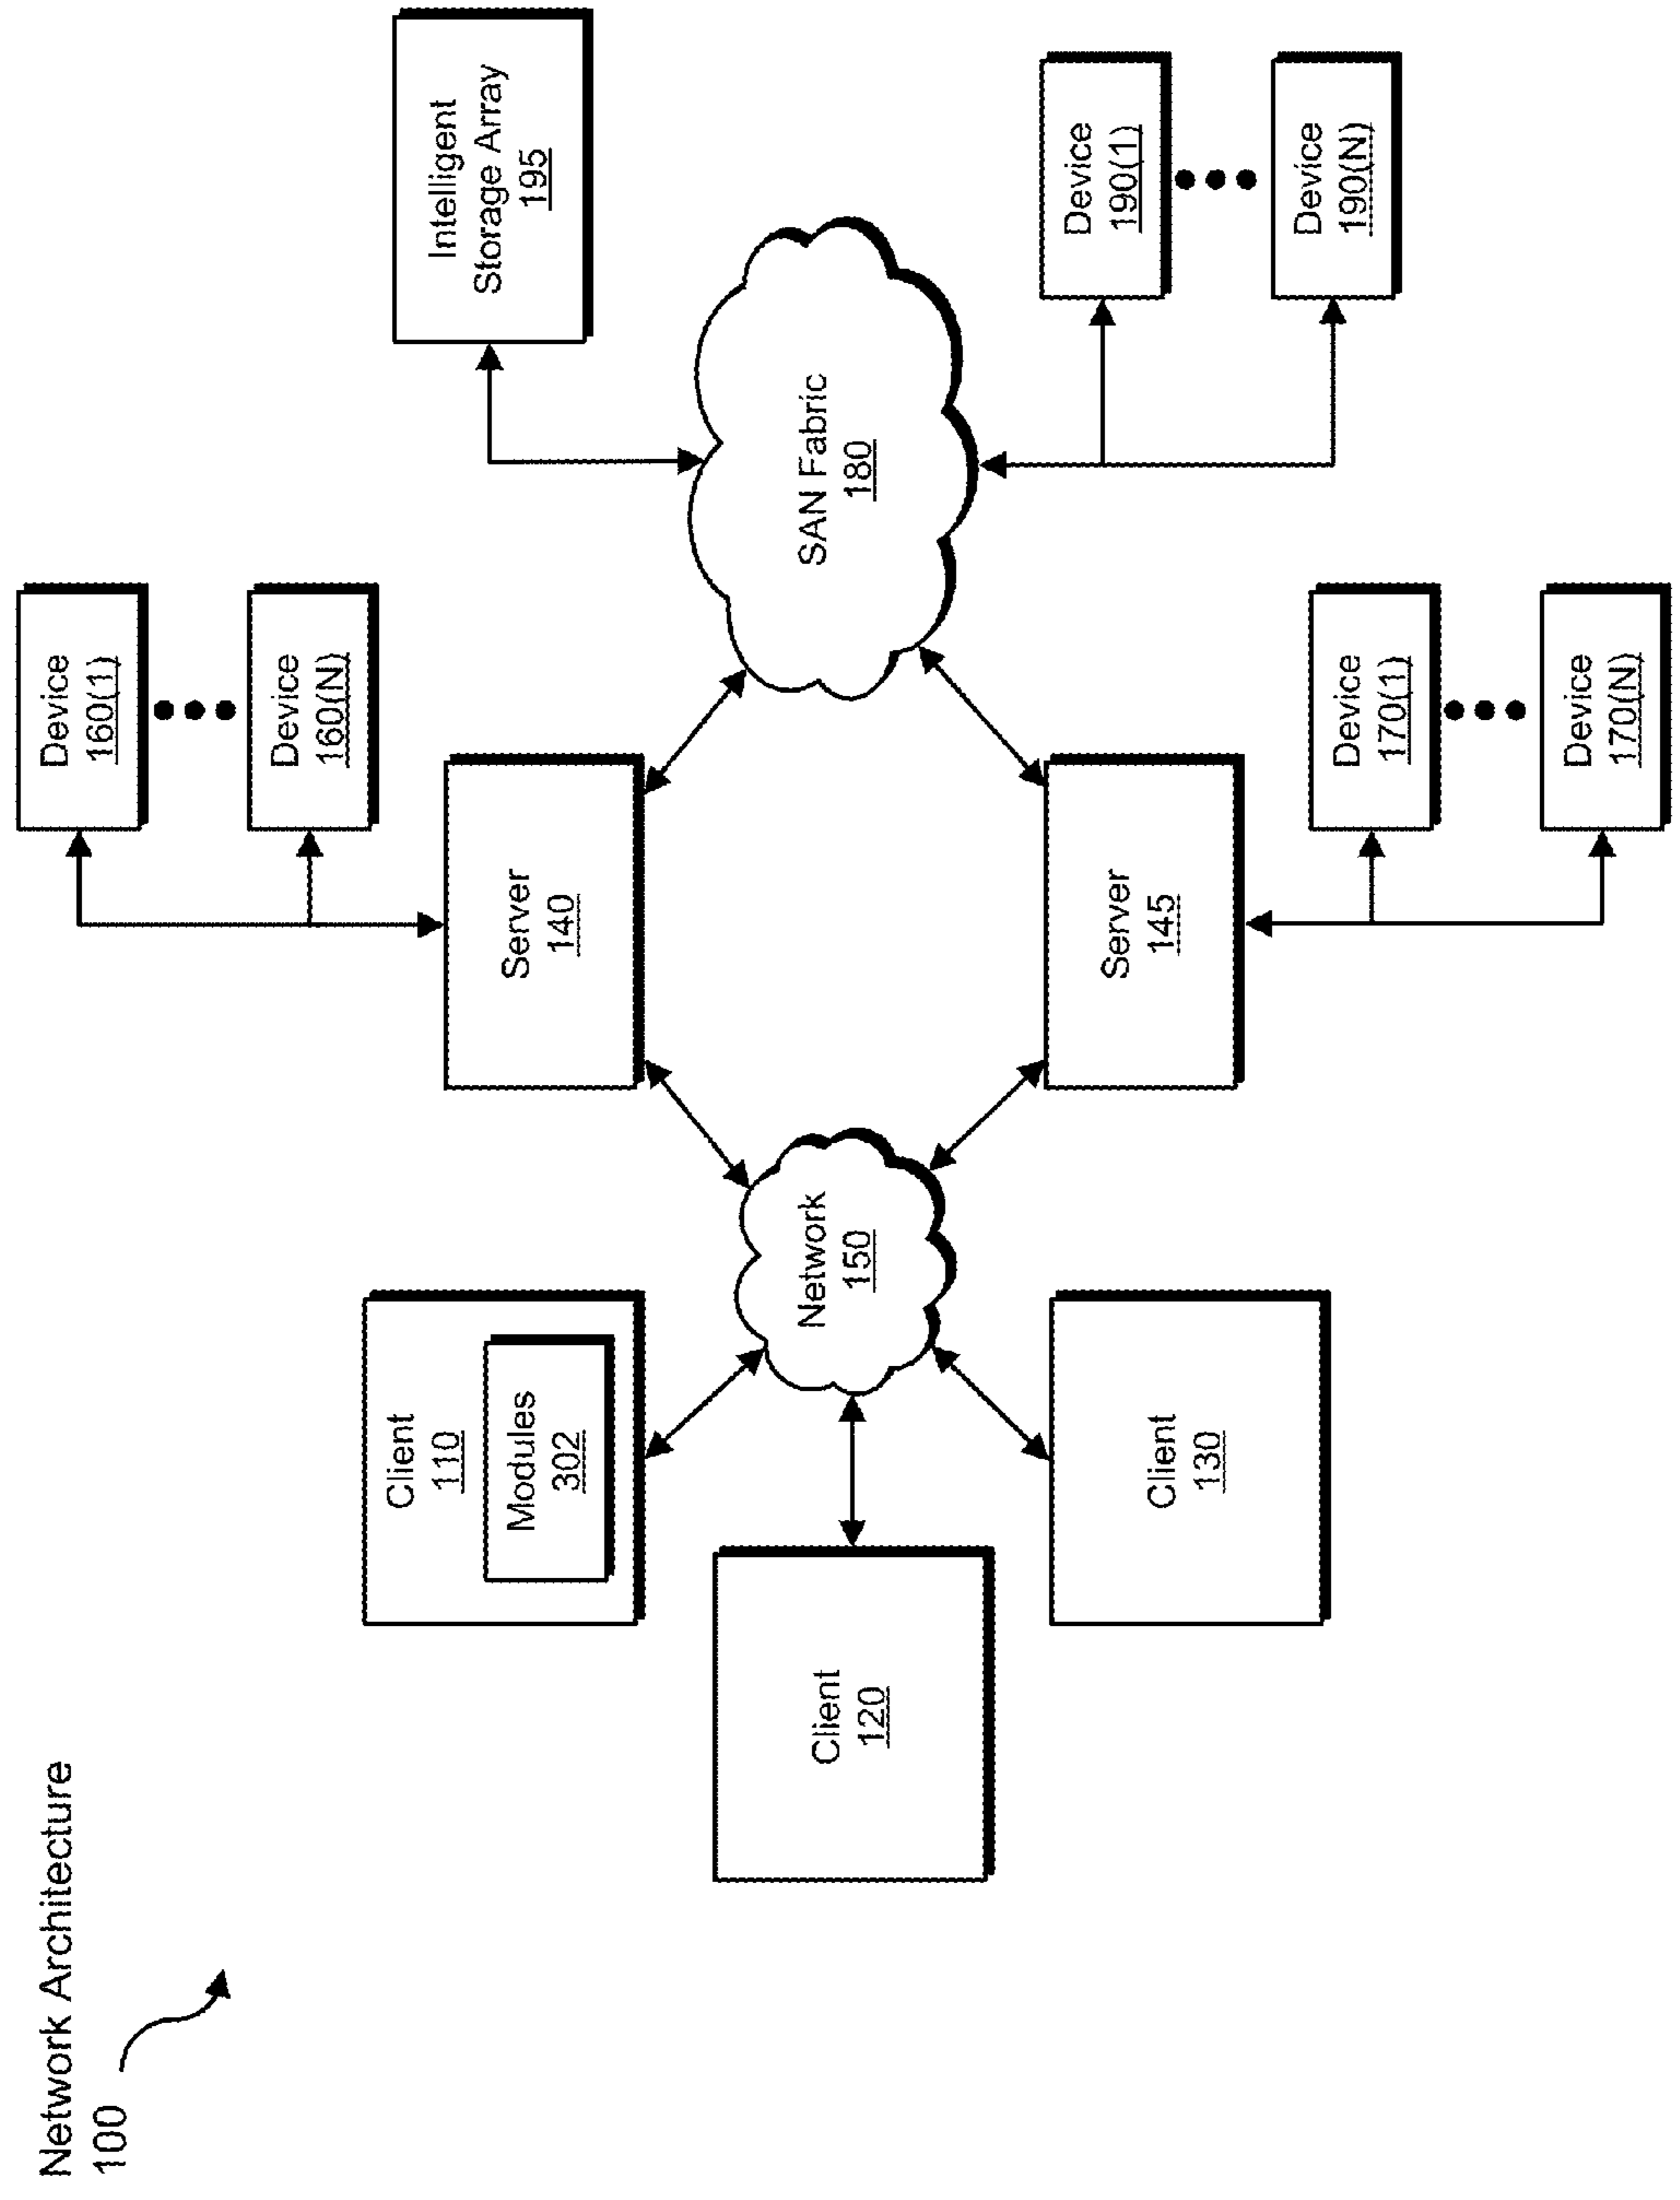 Network Architecture
100
Client
110
Modules
302
Client
120
Client
130
Network
150
Server
140
Server
145
Device
160(1)
Device
160(N)
Device
170(1)
Device
170(N)
SAN Fabric
180
Intelligent
Storage Array
195
Device
190(1)
Device
190(N)